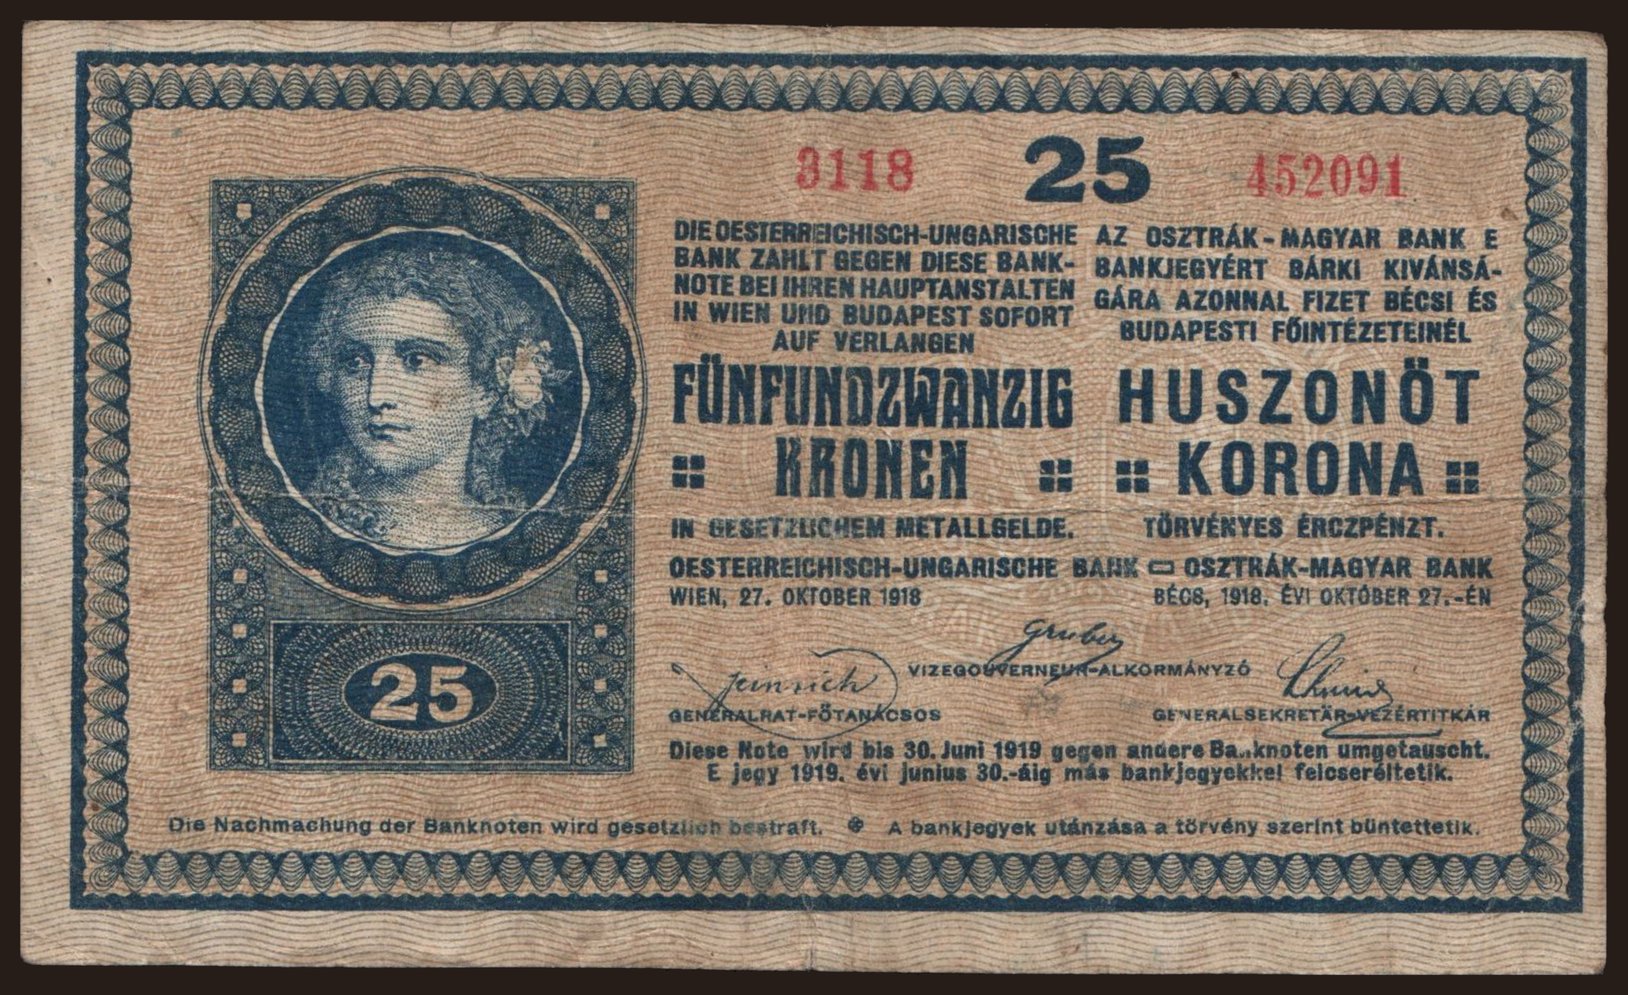 3118 25 452091
DIE OESTERREICHISCH-UNGARISCHE
BANK ZAHLT GEGEN DIESE BANK-
NOTE BEI IHREN HAUPTANSTALTEN
IN WIEN UND BUDAPEST SOFORT
AUF VERLANGEN
FÜNFUNDZWANZIG
KRONEN
IN GESETZLICHEM METALLGELDE.
AZ OSZTRÁK-MAGYAR BANK E
BANKJEGYÉRT BÁRKI KIVÁNSÁ-
GÁRA AZONNAL FIZET BÉCSI ÉS
BUDAPESTI FŐINTÉZETEINÉL
HUSZONÖT
KORONA
TÖRVÉNYES ÉRCZPÉNZT.
OESTERREICHISCH-UNGARISCHE BANK OSZTRÁK-MAGYAR BANK
WIEN, 27. OKTOBER 1918 BÉCS, 1918. ÉVI OKTÓBER 27.-ÉN
Gruber
VIZEGOUVERNEUR-ALKORMÁNYZÓ
GENERALRAT-FŐTANÁCSOS GENERALSEKRETÄR-VEZÉRTITKÁR
Diese Note wird bis 30. Juni 1919 gegen andere Banknoten umgetauscht.
E jegy 1919. évi junius 30.-áig más bankjegyekkel felcseréltetik.
25
Die Nachmachung der Banknoten wird gesetzlich bestraft. A bankjegyek utánzása a törvény szerint büntettetik.